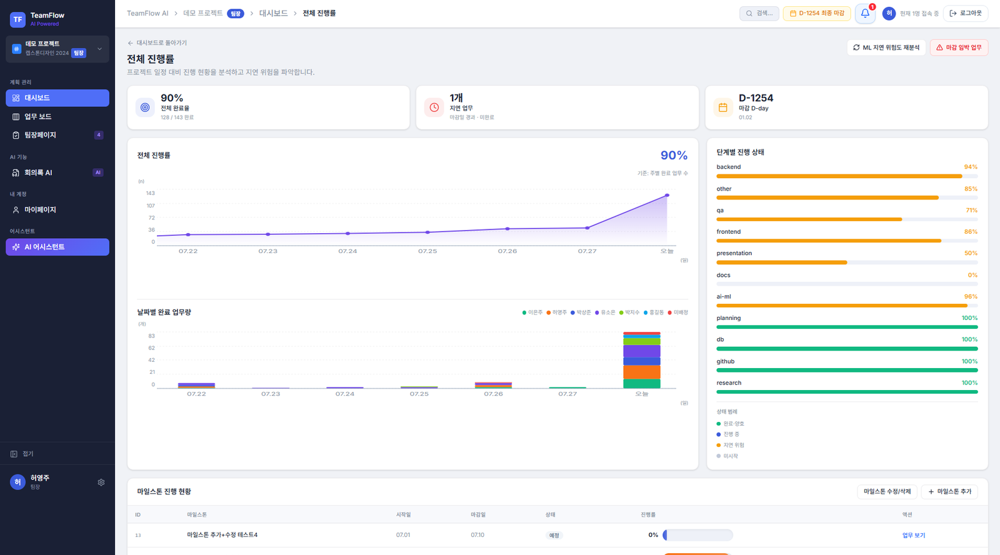 TF
TeamFlow
AI Powered
데모 프로젝트
캡스톤디자인 2024 팀장
계획 관리
대시보드
업무 보드
팀장페이지 4
AI 기능
회의록 AI AI
내 계정
마이페이지
어시스턴트
AI 어시스턴트
접기
허
허영주
팀장
TeamFlow AI > 데모 프로젝트 팀장 > 대시보드 > 전체 진행률
검색...
D-1254 최종 마감
1
허
현재 1명 접속 중
로그아웃
← 대시보드로 돌아가기
전체 진행률
프로젝트 일정 대비 진행 현황을 분석하고 지연 위험을 파악합니다.
ML 지연 위험도 재분석
마감 임박 업무
90%
전체 완료율
128 / 143 완료
1개
지연 업무
마감일 경과 · 미완료
D-1254
마감 D-day
01.02
전체 진행률
90%
기준: 주별 완료 업무 수
(n)
143
107
72
36
0
07.22 07.23 07.24 07.25 07.26 07.27 오늘
(일)
날짜별 완료 업무량
이은주 허영주 박상준 유소은 박지수 홍길동 미배정
(개)
83
62
42
21
0
07.22 07.23 07.24 07.25 07.26 07.27 오늘
(일)
단계별 진행 상태
backend 94%
other 85%
qa 71%
frontend 86%
presentation 50%
docs 0%
ai-ml 96%
planning 100%
db 100%
github 100%
research 100%
상태 범례
완료·양호
진행 중
지연 위험
미시작
마일스톤 진행 현황
마일스톤 수정/삭제
+ 마일스톤 추가
ID 마일스톤 시작일 마감일 상태 진행률 액션
13 마일스톤 추가+수정 테스트4 07.01 07.10 예정 0% 업무 보기